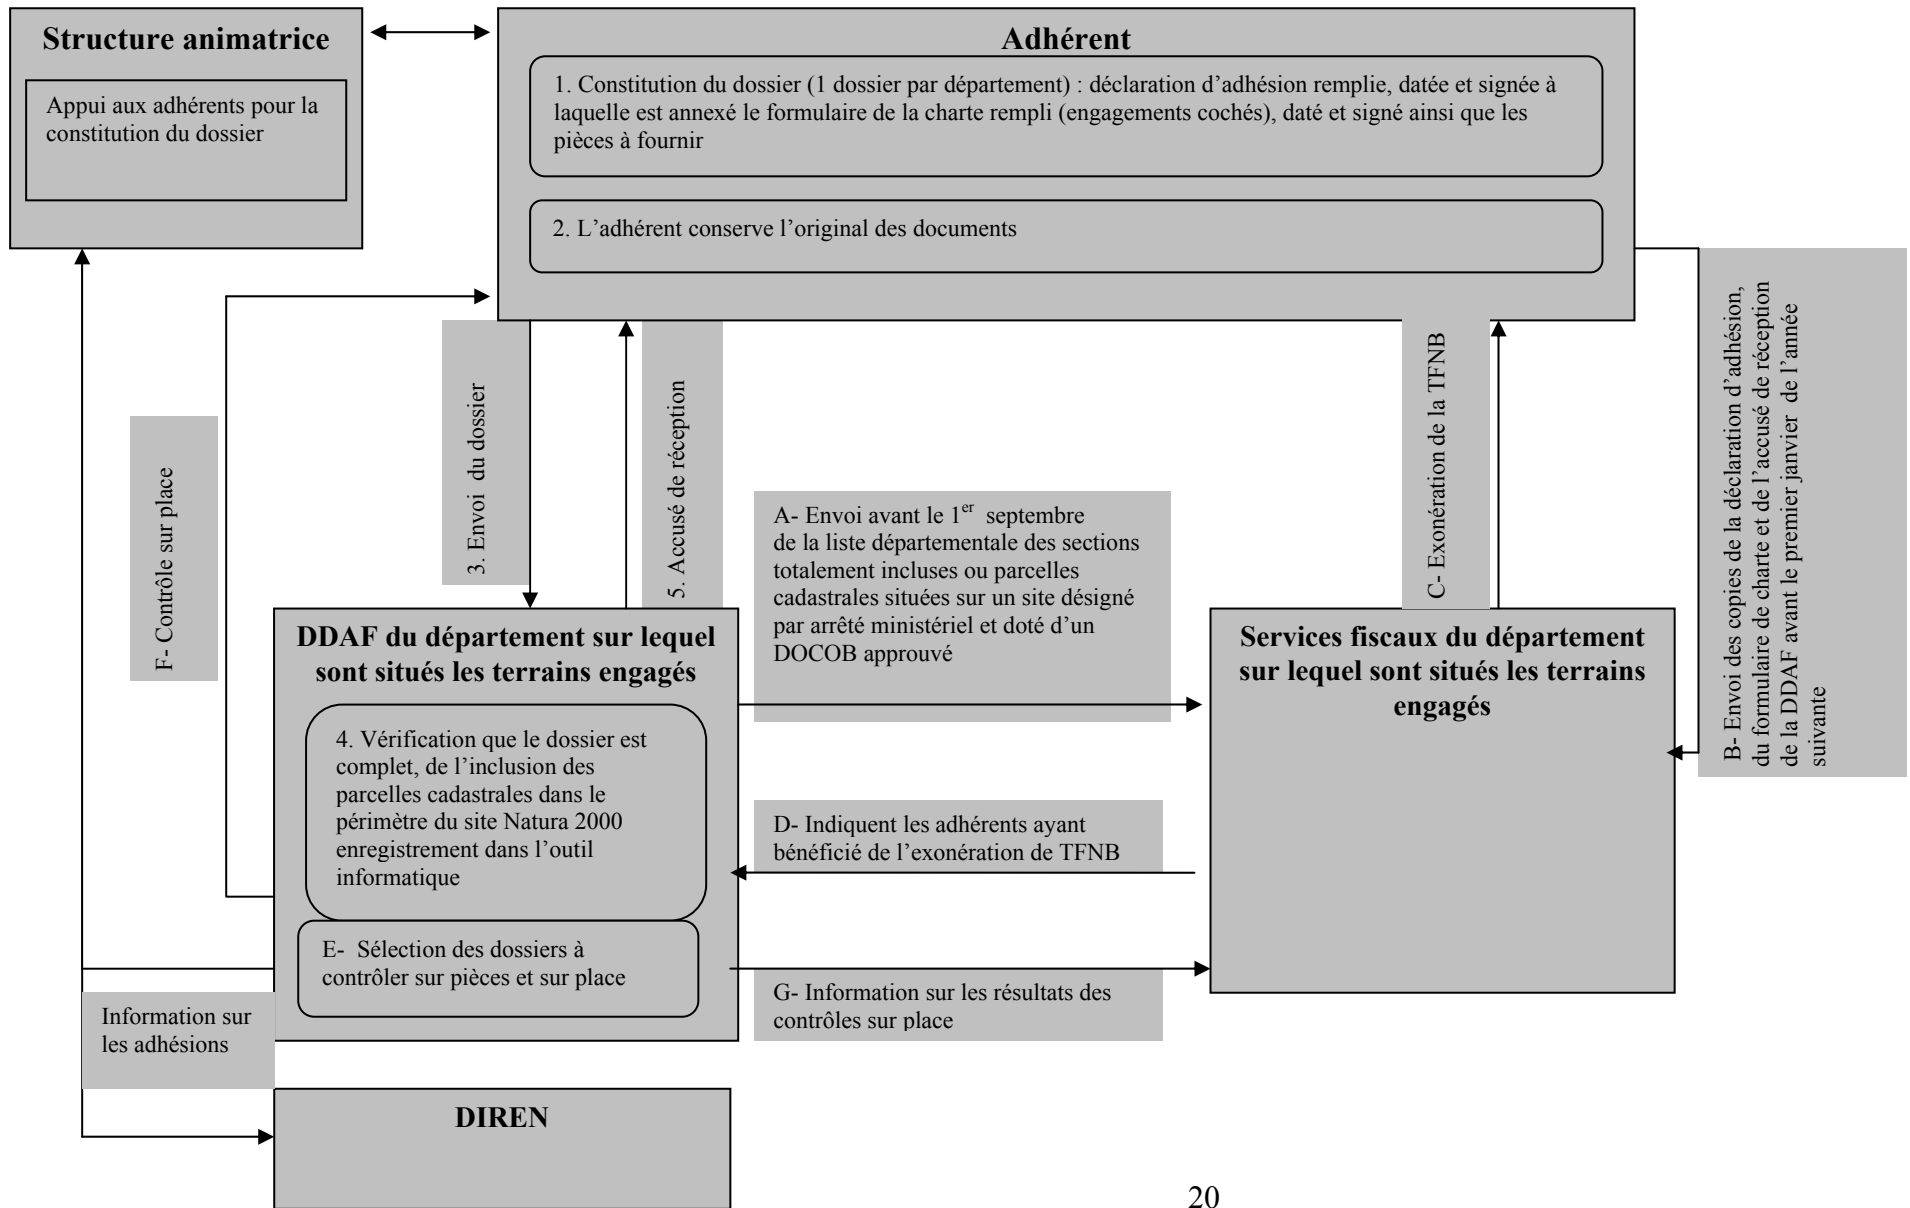 Structure animatrice
Appui aux adhérents pour la
constitution du dossier
Adhérent
1. Constitution du dossier (1 dossier par département) : déclaration d’adhésion remplie, datée et signée à
laquelle est annexé le formulaire de la charte rempli (engagements cochés), daté et signé ainsi que les
pièces à fournir
2. L’adhérent conserve l’original des documents
F- Contrôle sur place
3. Envoi  du dossier
5. Accusé de réception
C- Exonération de la TFNB
B- Envoi des copies de la déclaration d’adhésion,
du formulaire de charte et de l’accusé de réception
de la DDAF avant le premier janvier  de l’année
suivante
A- Envoi avant le 1er  septembre
de la liste départementale des sections
totalement incluses ou parcelles
cadastrales situées sur un site désigné
par arrêté ministériel et doté d’un
DOCOB approuvé
DDAF du département sur lequel
sont situés les terrains engagés
4. Vérification que le dossier est
complet, de l’inclusion des
parcelles cadastrales dans le
périmètre du site Natura 2000
enregistrement dans l’outil
informatique
E-  Sélection des dossiers à
contrôler sur pièces et sur place
Services fiscaux du département
sur lequel sont situés les terrains
engagés
D- Indiquent les adhérents ayant
bénéficié de l’exonération de TFNB
G- Information sur les résultats des
contrôles sur place
Information sur
les adhésions
DIREN
20